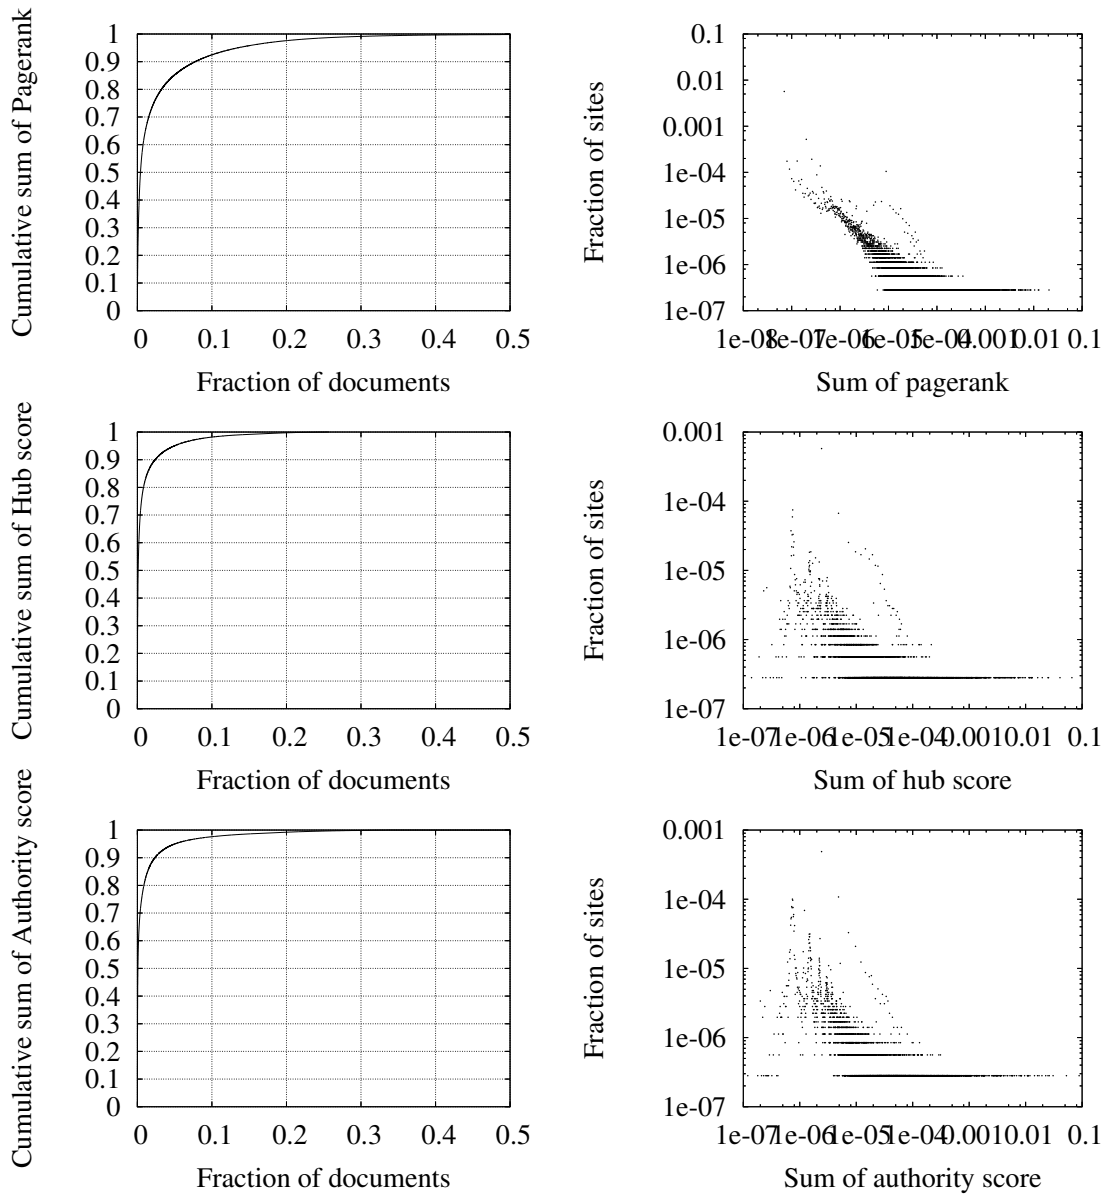 Cumulative sum of Pagerank
1
0.9
0.8
0.7
0.6
0.5
0.4
0.3
0.2
0.1
0
0 0.1 0.2 0.3 0.4 0.5
Fraction of documents
Fraction of sites
0.1
0.01
0.001
1e-04
1e-05
1e-06
1e-07
1e-08 1e-07 1e-06 1e-05 1e-04 0.001 0.01 0.1
Sum of pagerank
Cumulative sum of Hub score
1
0.9
0.8
0.7
0.6
0.5
0.4
0.3
0.2
0.1
0
0 0.1 0.2 0.3 0.4 0.5
Fraction of documents
Fraction of sites
0.001
1e-04
1e-05
1e-06
1e-07
1e-07 1e-06 1e-05 1e-04 0.001 0.01 0.1
Sum of hub score
Cumulative sum of Authority score
1
0.9
0.8
0.7
0.6
0.5
0.4
0.3
0.2
0.1
0
0 0.1 0.2 0.3 0.4 0.5
Fraction of documents
Fraction of sites
0.001
1e-04
1e-05
1e-06
1e-07
1e-07 1e-06 1e-05 1e-04 0.001 0.01 0.1
Sum of authority score